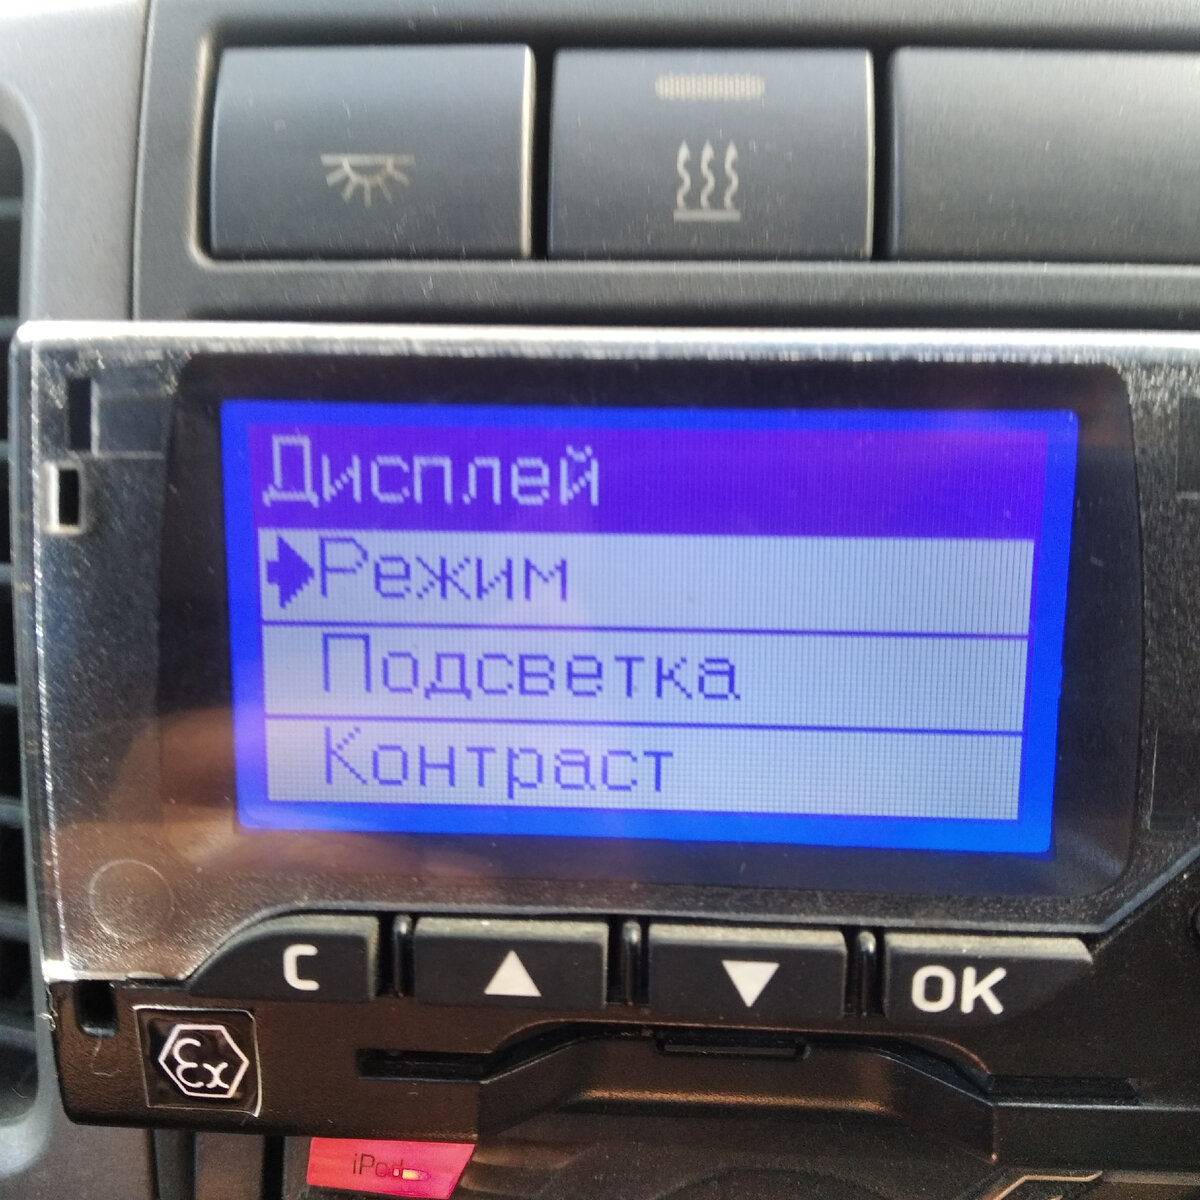 Дисплей
Режим
Подсветка
Контраст
C
OK
Ex
iPod